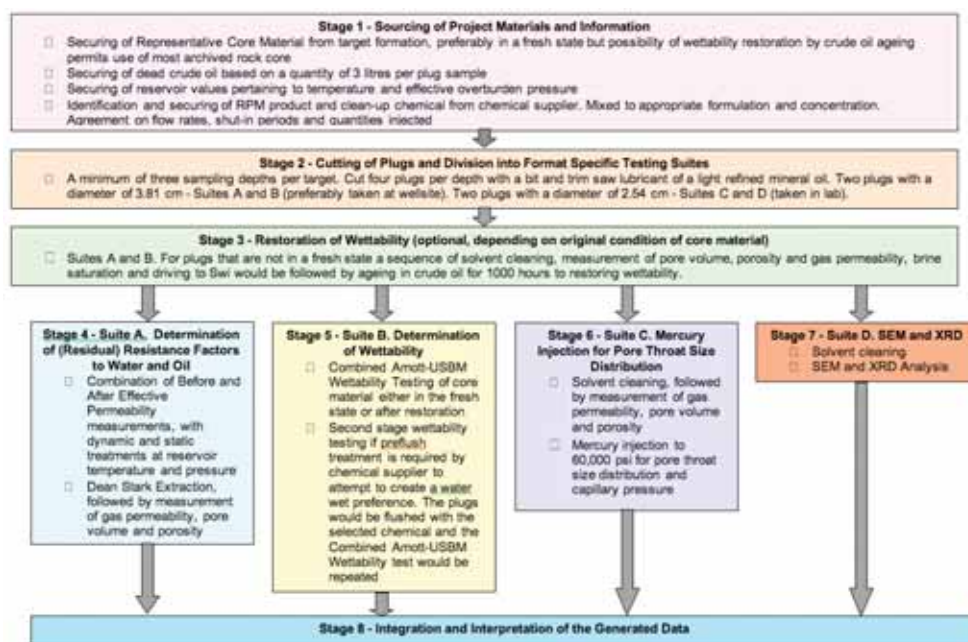 Stage 1 - Sourcing of Project Materials and Information
Securing of Representative Core Material from target formation, preferably in a fresh state but possibility of wettability restoration by crude oil ageing
permits use of most archived rock core
Securing of dead crude oil based on a quantity of 3 litres per plug sample
Securing of reservoir values pertaining to temperature and effective overburden pressure
Identification and securing of RPM product and clean-up chemical from chemical supplier. Mixed to appropriate formulation and concentration.
Agreement on flow rates, shut-in periods and quantities injected
Stage 2 - Cutting of Plugs and Division into Format Specific Testing Suites
A minimum of three sampling depths per target. Cut four plugs per depth with a bit and trim saw lubricant of a light refined mineral oil. Two plugs with a
diameter of 3.81 cm - Suites A and B (preferably taken at wellsite). Two plugs with a diameter of 2.54 cm - Suites C and D (taken in lab).
Stage 3 - Restoration of Wettability (optional, depending on original condition of core material)
Suites A and B. For plugs that are not in a fresh state a sequence of solvent cleaning, measurement of pore volume, porosity and gas permeability, brine
saturation and driving to Swi would be followed by ageing in crude oil for 1000 hours to restoring wettability.
Stage 4 - Suite A. Determination
of (Residual) Resistance Factors
to Water and Oil
Combination of Before and
After Effective
Permeability
measurements, with
dynamic and static
treatments at reservoir
temperature and pressure
Dean Stark Extraction,
followed by measurement
of gas permeability, pore
volume and porosity
Stage 5 - Suite B. Determination
of Wettability
Combined Amott-USBM
Wettability Testing of core
material either in the fresh
state or after restoration
Second stage wettability
testing if preflush
treatment is required by
chemical supplier to
attempt to create a water
wet preference. The plugs
would be flushed with the
selected chemical and the
Combined Amott-USBM
Wettability test would be
repeated
Stage 6 - Suite C. Mercury
Injection for Pore Throat Size
Distribution
Solvent cleaning, followed
by measurement of gas
permeability, pore volume
and porosity
Mercury injection to
60,000 psi for pore throat
size distribution and
capillary pressure
Stage 7 - Suite D. SEM and XRD
Solvent cleaning
SEM and XRD Analysis
Stage 8 - Integration and Interpretation of the Generated Data